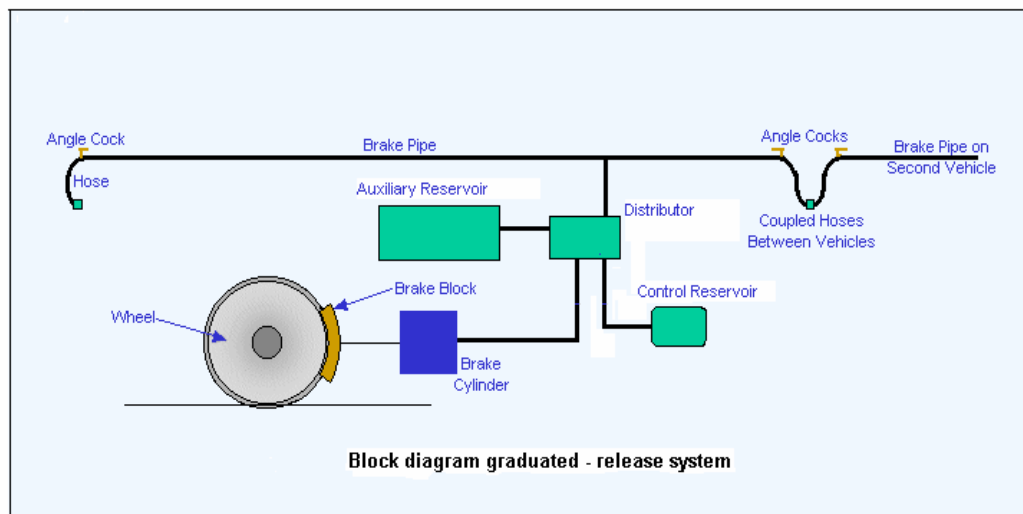 Angle Cock
Brake Pipe
Angle Cocks
Brake Pipe on
Second Vehicle
Hose
Auxiliary Reservoir
Distributor
Coupled Hoses
Between Vehicles
Brake Block
Control Reservoir
Wheel
Brake
Cylinder
Block diagram graduated - release system